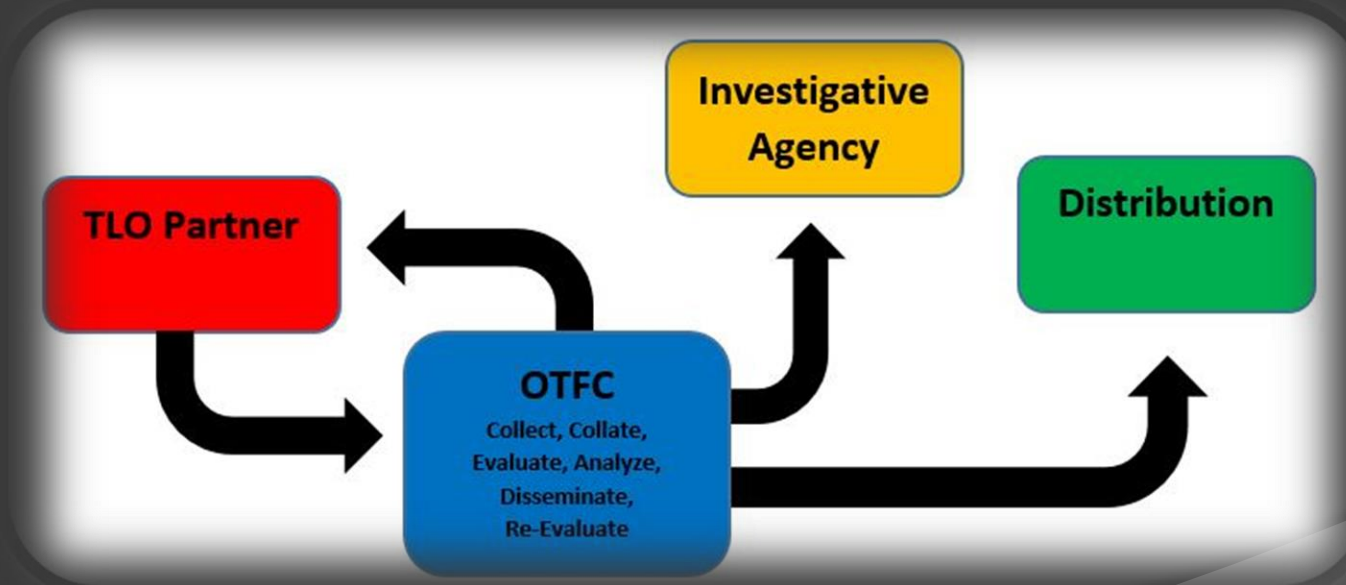 Investigative
Agency
TLO Partner
Distribution
OTFC
Collect, Collate,
Evaluate, Analyze,
Disseminate,
Re-Evaluate